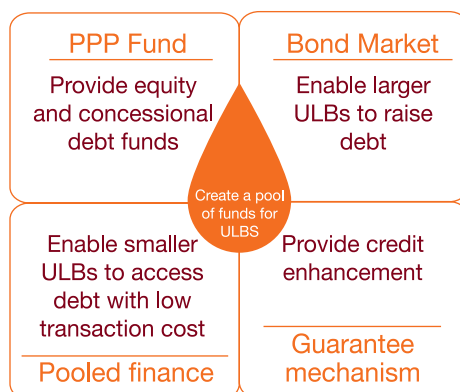 PPP Fund
Provide equity
and concessional
debt funds
Bond Market
Enable larger
ULBs to raise
debt
Create a pool
of funds for
ULBS
Enable smaller
ULBs to access
debt with low
transaction cost
Pooled finance
Provide credit
enhancement
Guarantee
mechanism